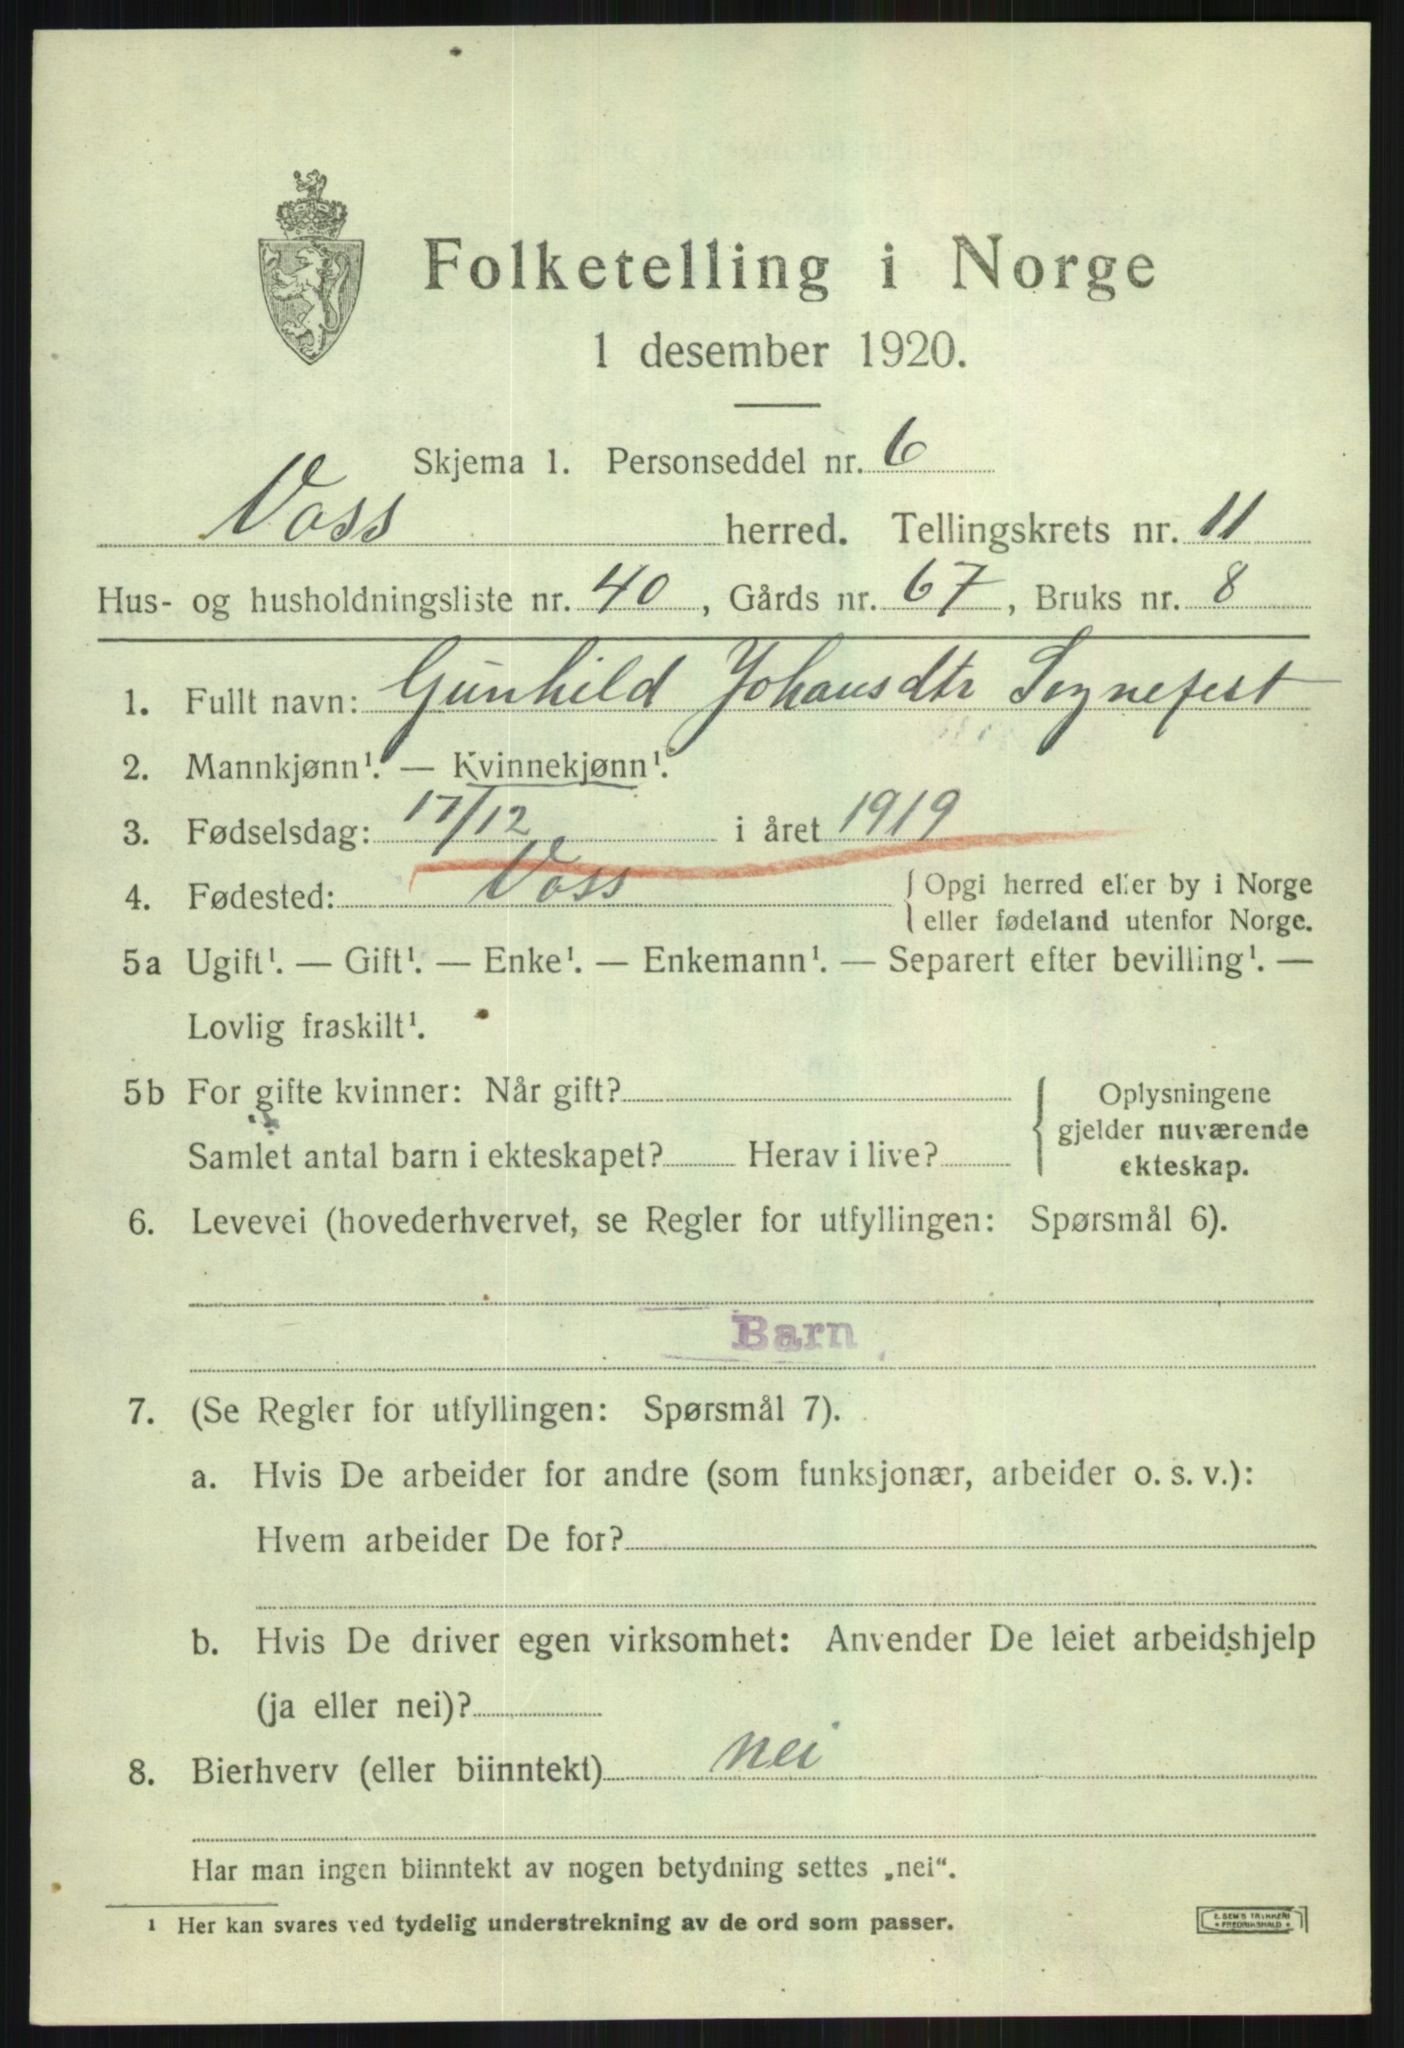 Folketelling i Norge
1 desember 1920.
Skjema 1. Personseddel nr. 6
Voss herred. Tellingskrets nr. 11
Hus- og husholdningsliste nr. 40, Gårds nr. 67, Bruks nr. 8
1. Fullt navn: Gunhild Johansdtr Segnefest
2. Mannkjønn¹. — Kvinnekjønn¹.
3. Fødselsdag: 17/12 i året 1919
4. Fødested: Voss { Opgi herred eller by i Norge
eller fødeland utenfor Norge.
5a Ugift¹. — Gift¹. — Enke¹. — Enkemann¹. — Separert efter bevilling¹. —
Lovlig fraskilt¹.
5b For gifte kvinner: Når gift?
Samlet antal barn i ekteskapet? Herav i live?
Oplysningene
gjelder nuværende
ekteskap.
6. Levevei (hovederhvervet, se Regler for utfyllingen: Spørsmål 6).
Barn
7. (Se Regler for utfyllingen: Spørsmål 7).
a. Hvis De arbeider for andre (som funksjonær, arbeider o. s. v.):
Hvem arbeider De for?
b. Hvis De driver egen virksomhet: Anvender De leiet arbeidshjelp
(ja eller nei)?
8. Bierhverv (eller biinntekt) nei
Har man ingen biinntekt av nogen betydning settes „nei“.
¹ Her kan svares ved tydelig understrekning av de ord som passer.
E. SEM'S TRYKKERI
FREDRIKSHALD